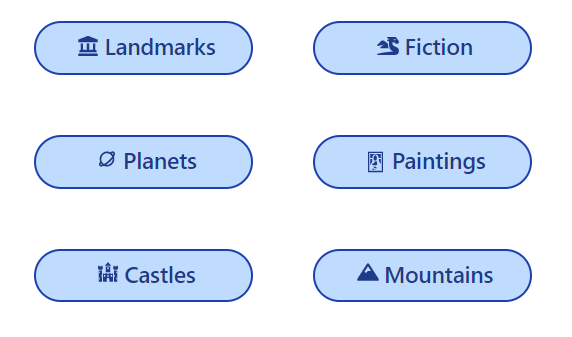 Landmarks
Fiction
Planets
Paintings
Castles
Mountains